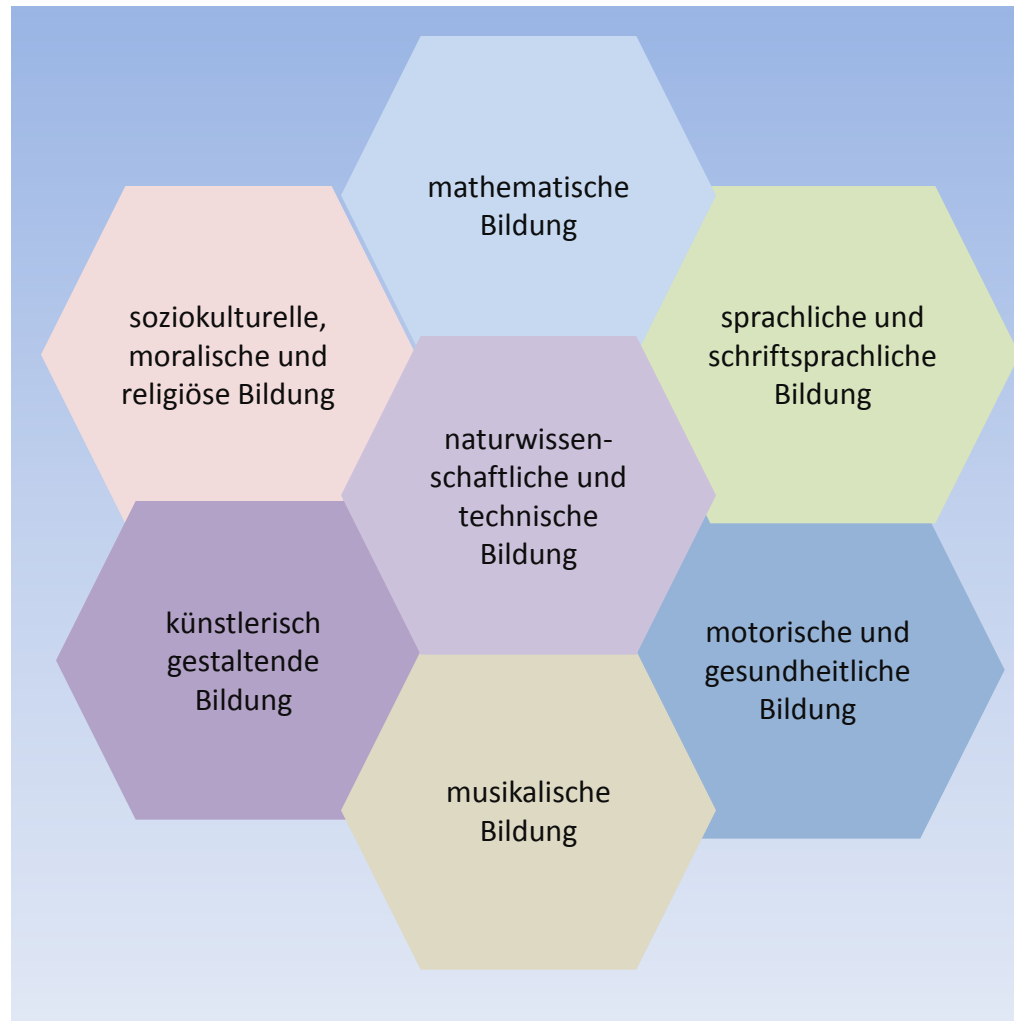 mathematische
Bildung
soziokulturelle,
moralische und
religiöse Bildung
sprachliche und
schriftsprachliche
Bildung
naturwissen-
schaftliche und
technische
Bildung
künstlerisch
gestaltende
Bildung
motorische und
gesundheitliche
Bildung
musikalische
Bildung